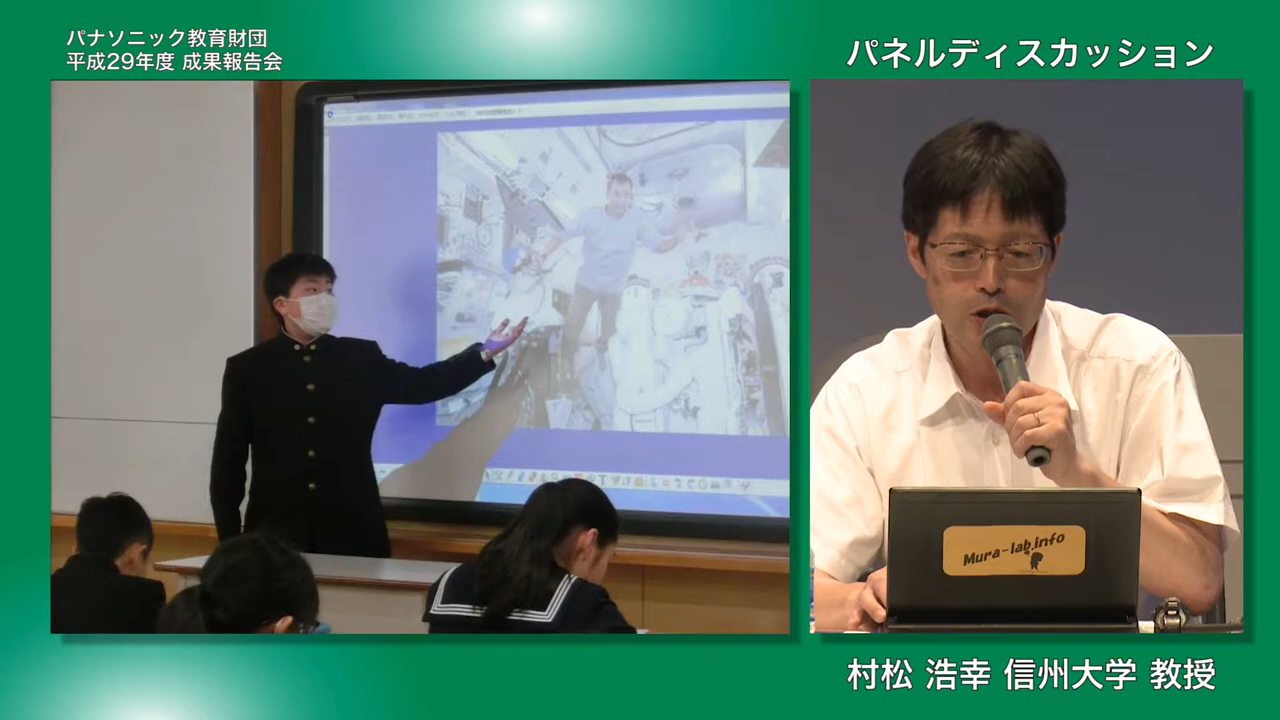 パナソニック教育財団
平成29年度 成果報告会
パネルディスカッション
Mura-lab.info
村松 浩幸 信州大学 教授